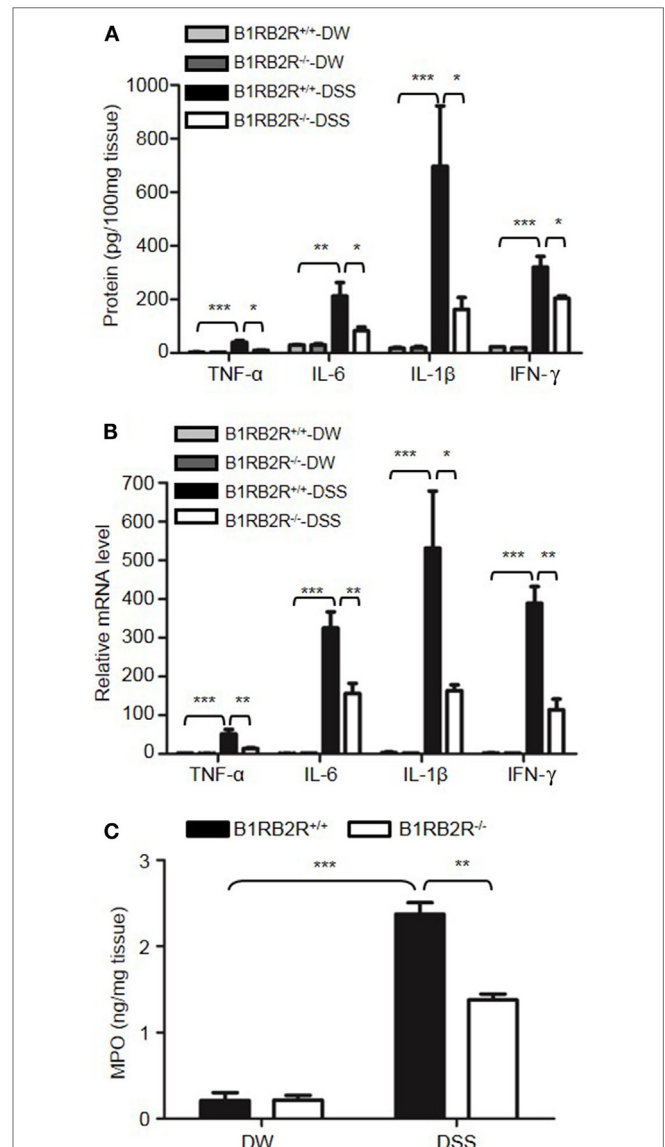 A
B1RB2R+/+-DW
B1RB2R-/--DW
B1RB2R+/+-DSS
B1RB2R-/--DSS
Protein (pg/100mg tissue)
1000
800
600
400
200
0
*** *
** *
*** *
*** *
TNF-α IL-6 IL-1β IFN-γ
B
B1RB2R+/+-DW
B1RB2R-/--DW
B1RB2R+/+-DSS
B1RB2R-/--DSS
Relative mRNA level
700
600
500
400
300
200
100
0
*** **
*** **
*** *
*** **
TNF-α IL-6 IL-1β IFN-γ
C
B1RB2R+/+ B1RB2R-/-
MPO (ng/mg tissue)
3
2
1
0
*** **
DW DSS